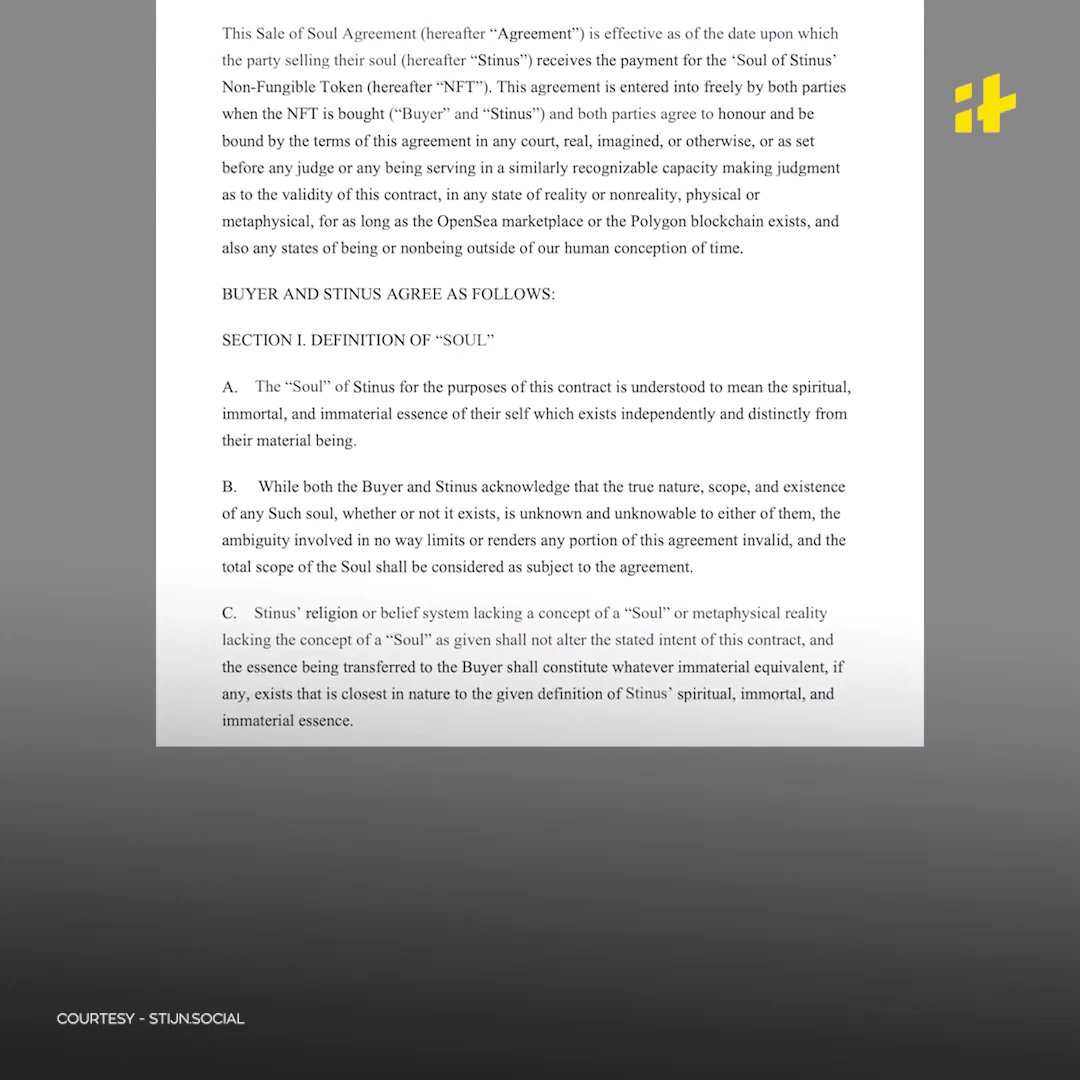 This Sale of Soul Agreement (hereafter “Agreement”) is effective as of the date upon which
the party selling their soul (hereafter “Stinus”) receives the payment for the ‘Soul of Stinus’
Non-Fungible Token (hereafter “NFT”). This agreement is entered into freely by both parties
when the NFT is bought (“Buyer” and “Stinus”) and both parties agree to honour and be
bound by the terms of this agreement in any court, real, imagined, or otherwise, or as set
before any judge or any being serving in a similarly recognizable capacity making judgment
as to the validity of this contract, in any state of reality or nonreality, physical or
metaphysical, for as long as the OpenSea marketplace or the Polygon blockchain exists, and
also any states of being or nonbeing outside of our human conception of time.
BUYER AND STINUS AGREE AS FOLLOWS:
SECTION I. DEFINITION OF “SOUL”
A. The “Soul” of Stinus for the purposes of this contract is understood to mean the spiritual,
immortal, and immaterial essence of their self which exists independently and distinctly from
their material being.
B. While both the Buyer and Stinus acknowledge that the true nature, scope, and existence
of any Such soul, whether or not it exists, is unknown and unknowable to either of them, the
ambiguity involved in no way limits or renders any portion of this agreement invalid, and the
total scope of the Soul shall be considered as subject to the agreement.
C. Stinus’ religion or belief system lacking a concept of a “Soul” or metaphysical reality
lacking the concept of a “Soul” as given shall not alter the stated intent of this contract, and
the essence being transferred to the Buyer shall constitute whatever immaterial equivalent, if
any, exists that is closest in nature to the given definition of Stinus’ spiritual, immortal, and
immaterial essence.
COURTESY - STIJN.SOCIAL